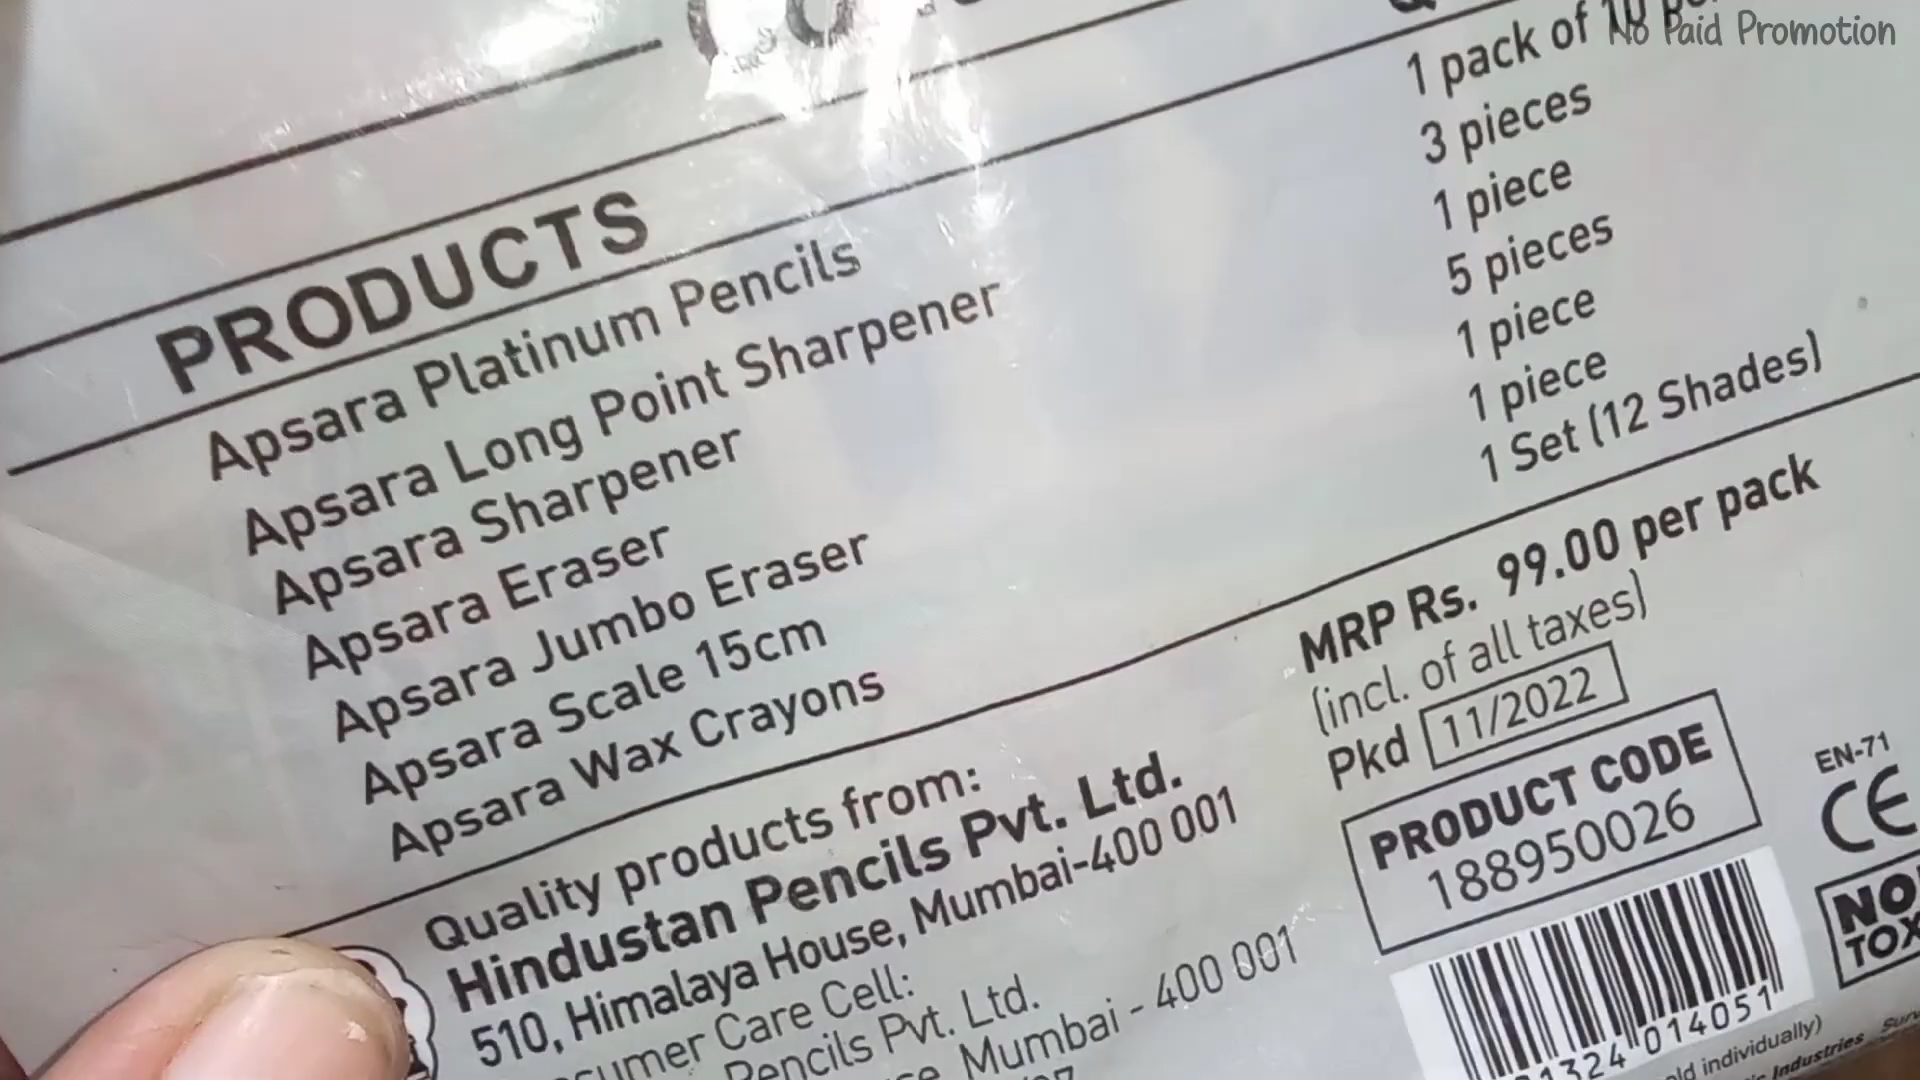 No Paid Promotion
PRODUCTS
Apsara Platinum Pencils 1 pack of 10
Apsara Long Point Sharpener 3 pieces
Apsara Sharpener 1 piece
Apsara Eraser 5 pieces
Apsara Jumbo Eraser 1 piece
Apsara Scale 15cm 1 piece
Apsara Wax Crayons 1 Set (12 Shades)
MRP Rs. 99.00 per pack
(incl. of all taxes)
Pkd 11/2022
PRODUCT CODE
188950026
EN-71
CE
Quality products from:
Hindustan Pencils Pvt. Ltd.
510, Himalaya House, Mumbai-400 001
Care Cell:
Pencils Pvt. Ltd.
Mumbai - 400 001
014051
individually)
Industries